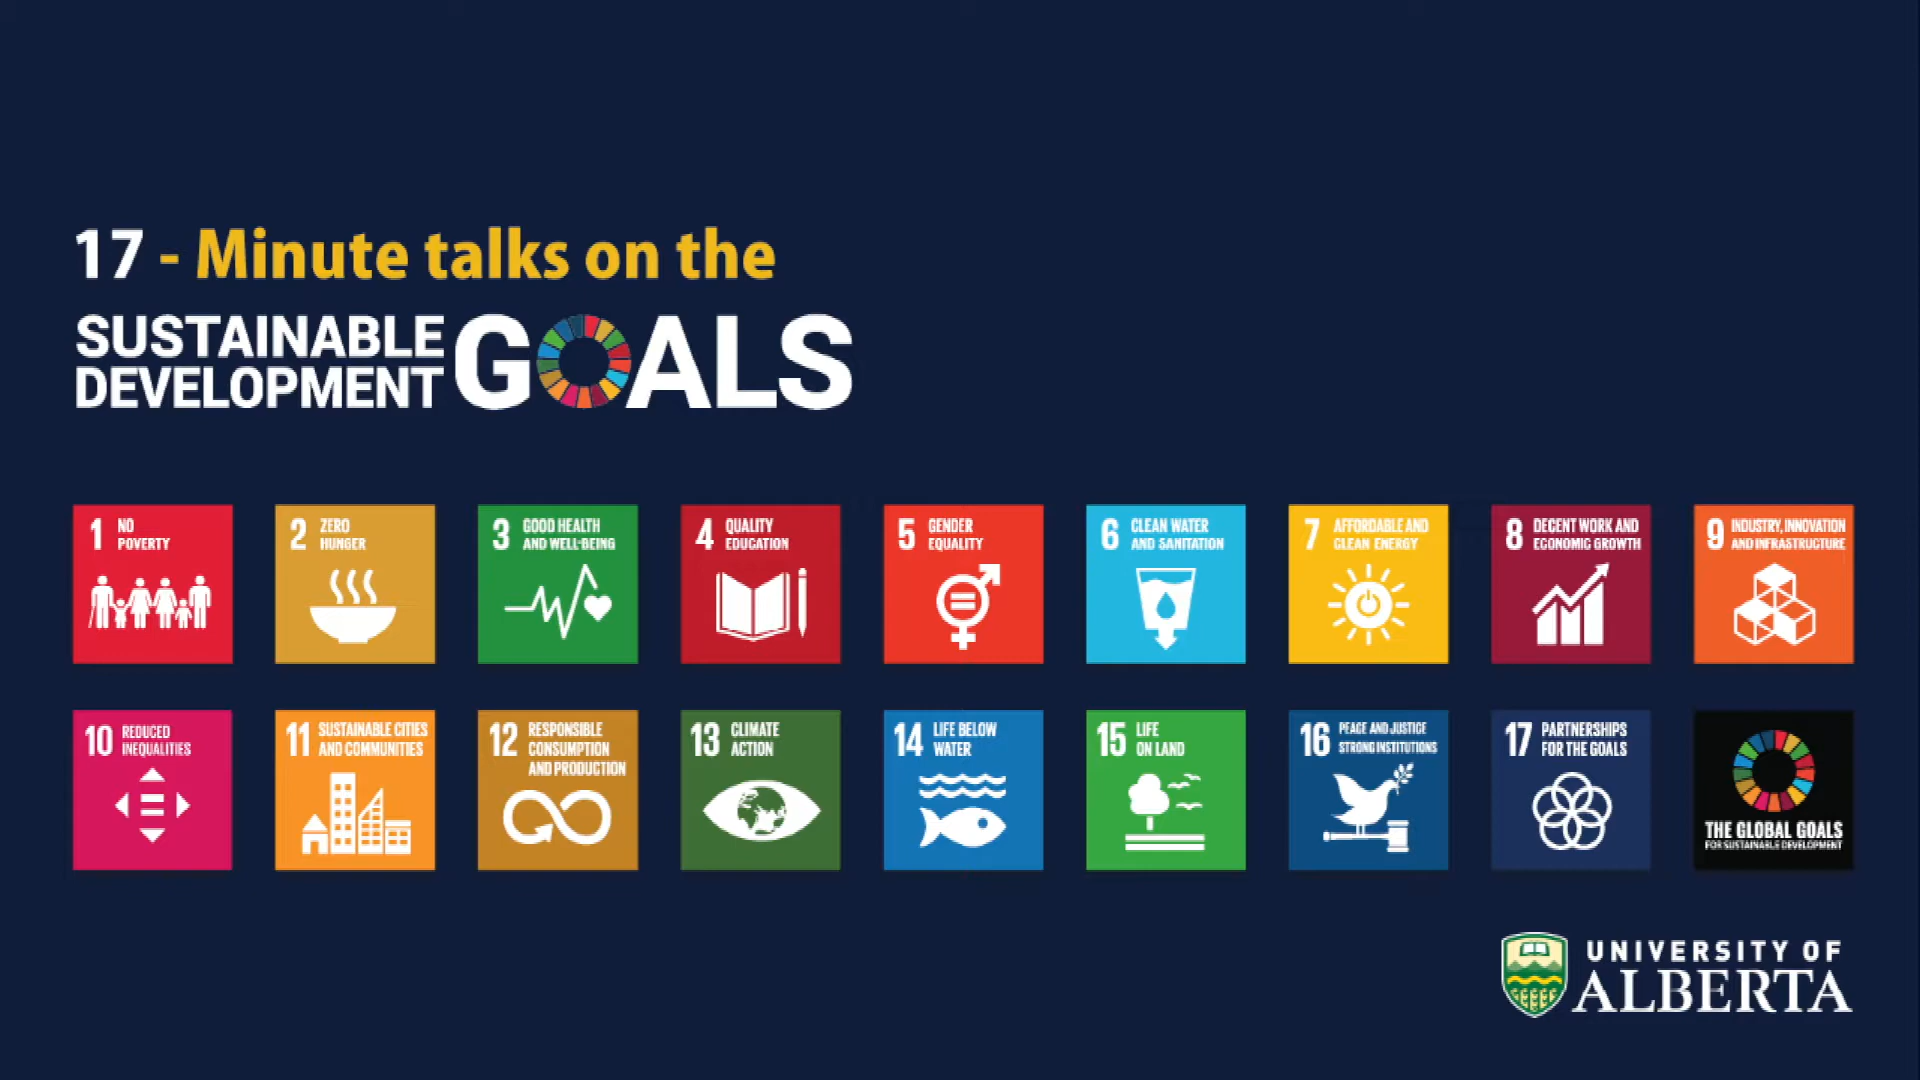 17 - Minute talks on the
SUSTAINABLE
DEVELOPMENT
GOALS
1 NO
POVERTY
2 ZERO
HUNGER
3 GOOD HEALTH
AND WELL-BEING
4 QUALITY
EDUCATION
5 GENDER
EQUALITY
6 CLEAN WATER
AND SANITATION
7 AFFORDABLE AND
CLEAN ENERGY
8 DECENT WORK AND
ECONOMIC GROWTH
9 INDUSTRY, INNOVATION
AND INFRASTRUCTURE
10 REDUCED
INEQUALITIES
11 SUSTAINABLE CITIES
AND COMMUNITIES
12 RESPONSIBLE
CONSUMPTION
AND PRODUCTION
13 CLIMATE
ACTION
14 LIFE BELOW
WATER
15 LIFE
ON LAND
16 PEACE AND JUSTICE
STRONG INSTITUTIONS
17 PARTNERSHIPS
FOR THE GOALS
THE GLOBAL GOALS
FOR SUSTAINABLE DEVELOPMENT
UNIVERSITY OF
ALBERTA